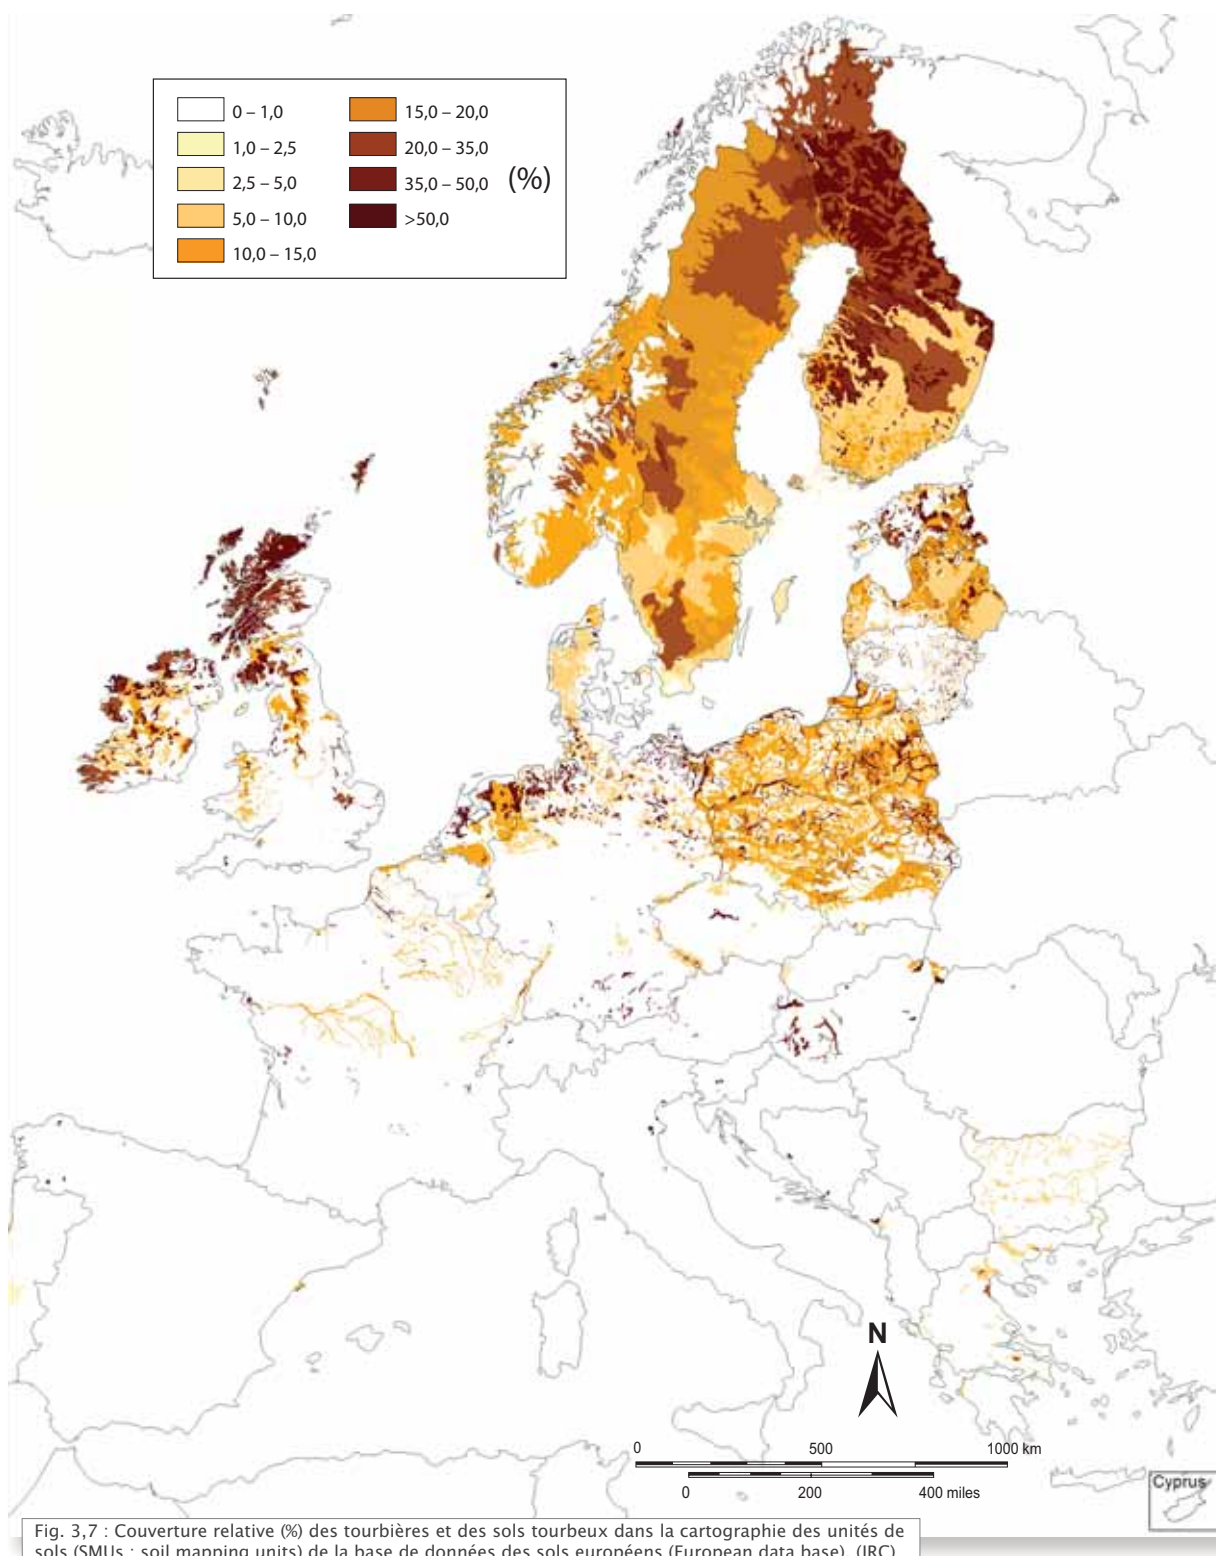 0 – 1,0
1,0 – 2,5
2,5 – 5,0
5,0 – 10,0
10,0 – 15,0
15,0 – 20,0
20,0 – 35,0
35,0 – 50,0
>50,0
(%)
N
0 500 1000 km
0 200 400 miles
Cyprus
Fig. 3,7 : Couverture relative (%) des tourbières et des sols tourbeux dans la cartographie des unités de
sols (SMUs : soil mapping units) de la base de données des sols européens (European data base). (JRC)